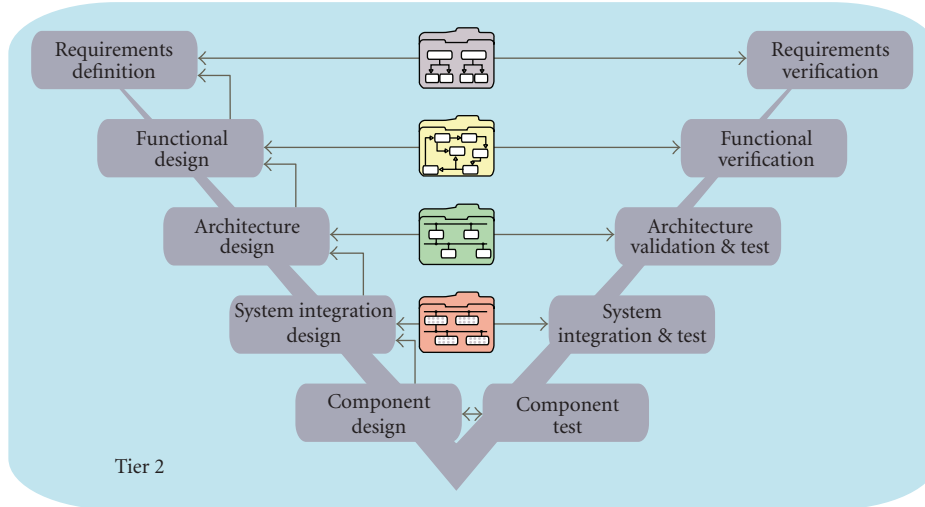 Requirements
definition
Requirements
verification
Functional
design
Functional
verification
Architecture
design
Architecture
validation & test
System integration
design
System
integration & test
Component
design
Component
test
Tier 2